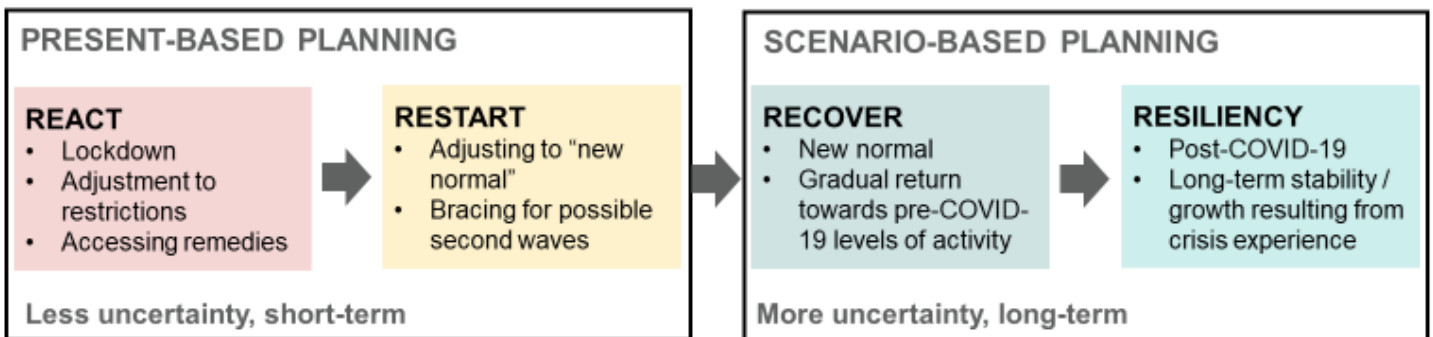 PRESENT-BASED PLANNING
REACT
• Lockdown
• Adjustment to
restrictions
• Accessing remedies
RESTART
• Adjusting to “new
normal”
• Bracing for possible
second waves
Less uncertainty, short-term
SCENARIO-BASED PLANNING
RECOVER
• New normal
• Gradual return
towards pre-COVID-
19 levels of activity
RESILIENCY
• Post-COVID-19
• Long-term stability /
growth resulting from
crisis experience
More uncertainty, long-term